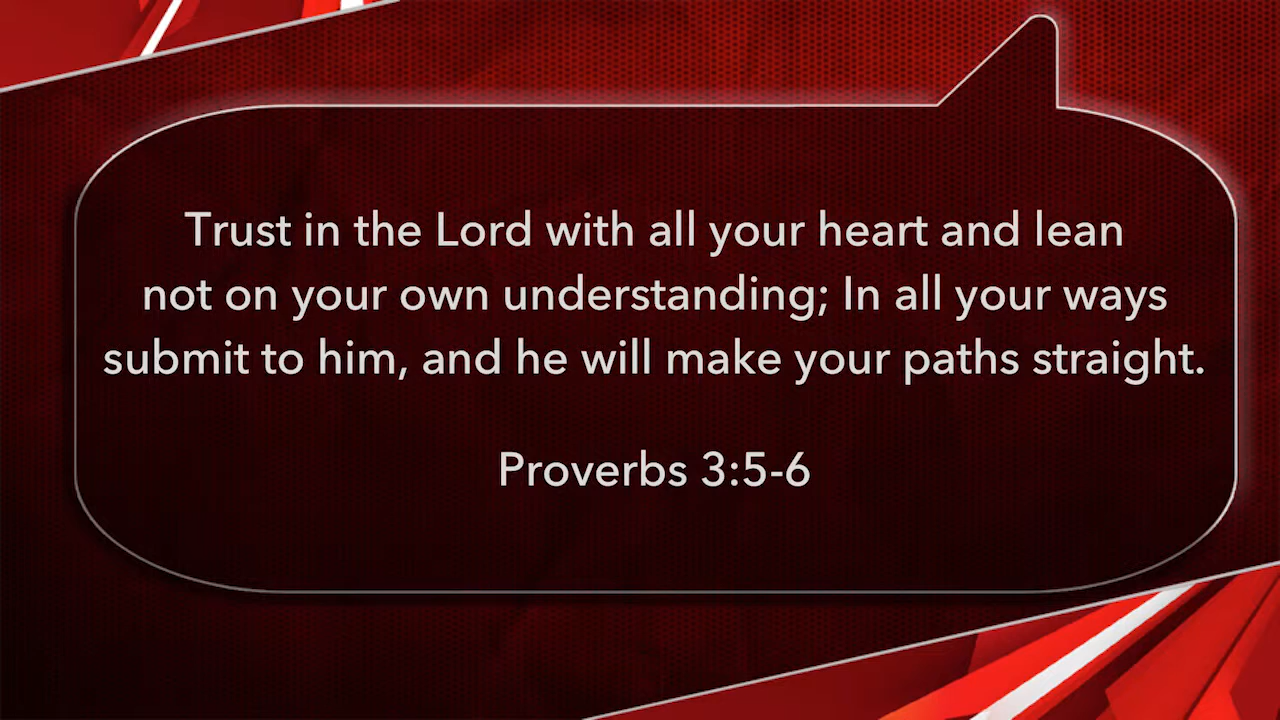 Trust in the Lord with all your heart and lean
not on your own understanding; In all your ways
submit to him, and he will make your paths straight.
Proverbs 3:5-6